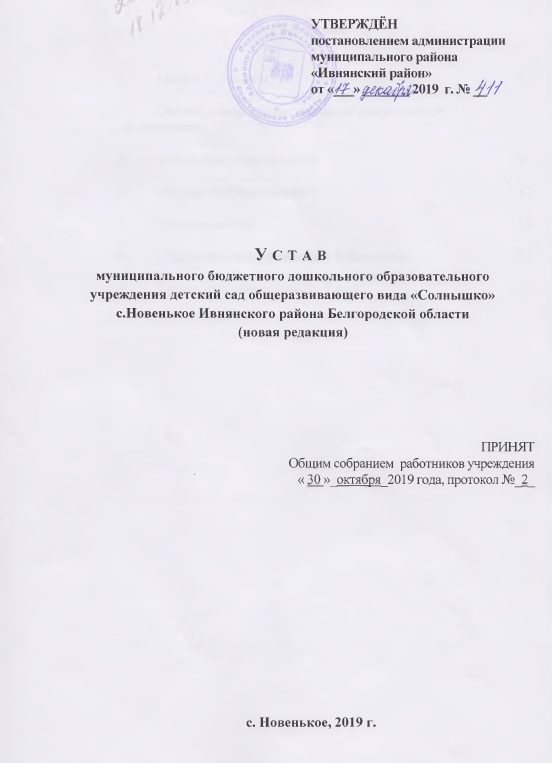 УТВЕРЖДЁН
постановлением администрации
муниципального района
«Ивнянский район»
от «17» декабря 2019 г. № 411
У С Т А В
муниципального бюджетного дошкольного образовательного
учреждения детский сад общеразвивающего вида «Солнышко»
с.Новенькое Ивнянского района Белгородской области
(новая редакция)
ПРИНЯТ
Общим собранием работников учреждения
« 30 » октября 2019 года, протокол № 2
с. Новенькое, 2019 г.